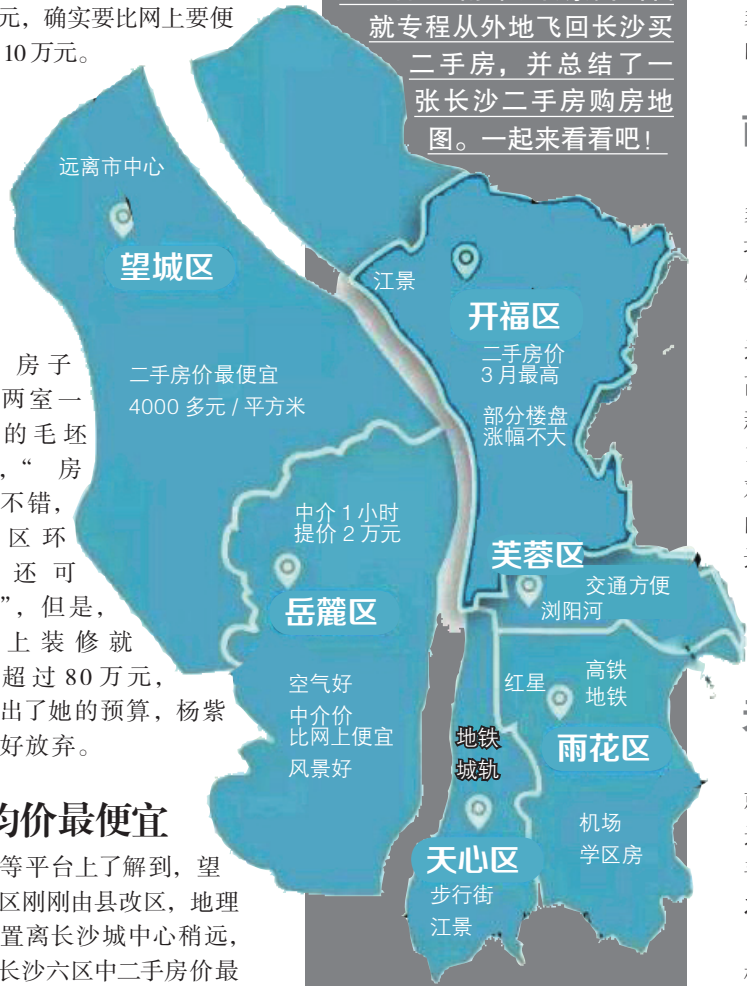 元，确实要比网上要便
10万元。
就专程从外地飞回长沙买
二手房，并总结了一
张长沙二手房购房地
图。一起来看看吧！
远离市中心
望城区
二手房价最便宜
4000 多元 / 平方米
江景
开福区
二手房价
3月最高
部分楼盘
涨幅不大
房子
两室一
的毛坯
，“房
不错，
区环
还可
”，但是，
上装修就
超过80万元，
出了她的预算，杨紫
好放弃。
中介1小时
提价2万元
岳麓区
空气好
中介价
比网上便宜
风景好
芙蓉区
交通方便
浏阳河
红星
高铁
地铁
雨花区
机场
学区房
地铁
城轨
天心区
步行街
江景
均价最便宜
等平台上了解到，望
区刚刚由县改区，地理
置离长沙城中心稍远，
长沙六区中二手房价最